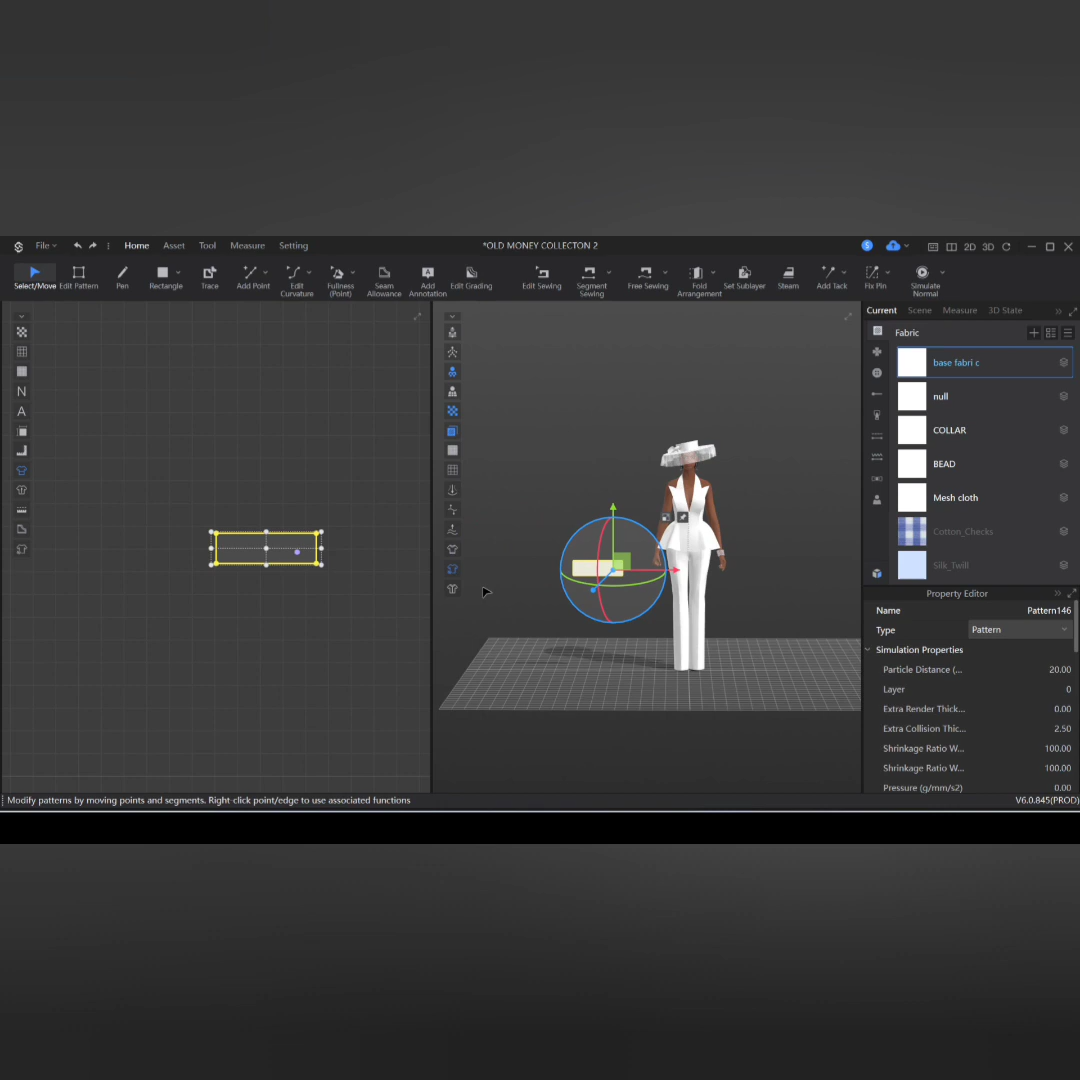 File
Home Asset Tool Measure Setting
*OLD MONEY COLLECTON 2
S
2D 3D
Select/Move
Edit Pattern
Pen
Rectangle
Trace
Add Point
Edit
Curvature
Fullness
(Point)
Seam
Allowance
Add
Annotation
Edit Grading
Edit Sewing
Segment
Sewing
Free Sewing
Fold
Arrangement
Set Sublayer
Steam
Add Tack
Fix Pin
Simulate
Normal
N
A
Current Scene Measure 3D State
Fabric
base fabri c
null
COLLAR
BEAD
Mesh cloth
Cotton_Checks
Silk_Twill
Property Editor
Name Pattern146
Type Pattern
Simulation Properties
Particle Distance (... 20.00
Layer 0
Extra Render Thick... 0.00
Extra Collision Thic... 2.50
Shrinkage Ratio W... 100.00
Shrinkage Ratio W... 100.00
Pressure (g/mm/s2) 0.00
Modify patterns by moving points and segments. Right-click point/edge to use associated functions
V6.0.845(PROD)